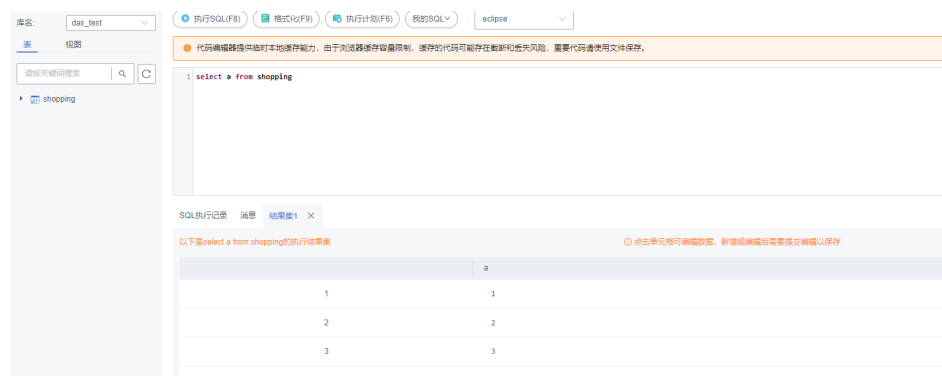 库名: das_test 执行SQL(F8) 格式化(F9) 执行计划(F6) 我的SQL eclipse
表 视图
代码编辑器提供临时本地缓存能力，由于浏览器缓存容量限制，缓存的代码可能存在截断和丢失风险，重要代码请使用文件保存。
请按关键词搜索
1 select a from shopping
shopping
SQL执行记录 消息 结果集1
以下是select a from shopping的执行结果集 点击单元格可编辑数据，新增或编辑后需要提交编辑以保存
a
1 1
2 2
3 3